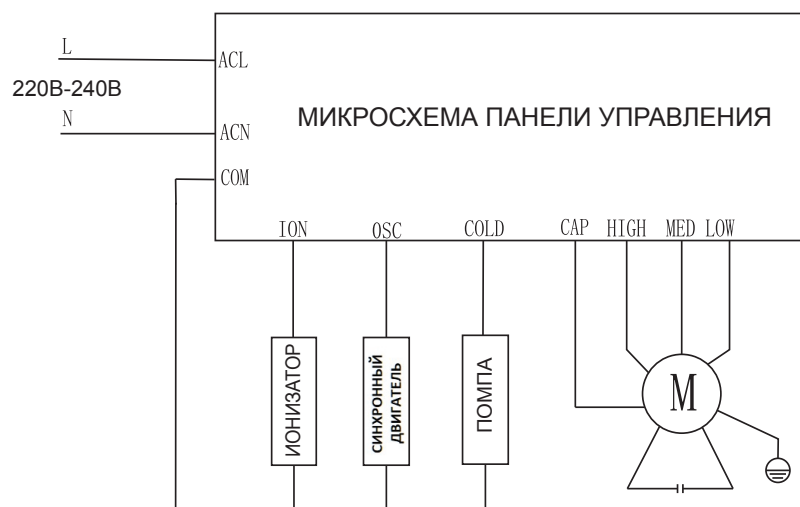 L
ACL
220В-240В
МИКРОСХЕМА ПАНЕЛИ УПРАВЛЕНИЯ
N
ACN
COM
ION
OSC
COLD
CAP
HIGH
MED
LOW
ИОНИЗАТОР
СИНХРОННЫЙ
ДВИГАТЕЛЬ
ПОМПА
M